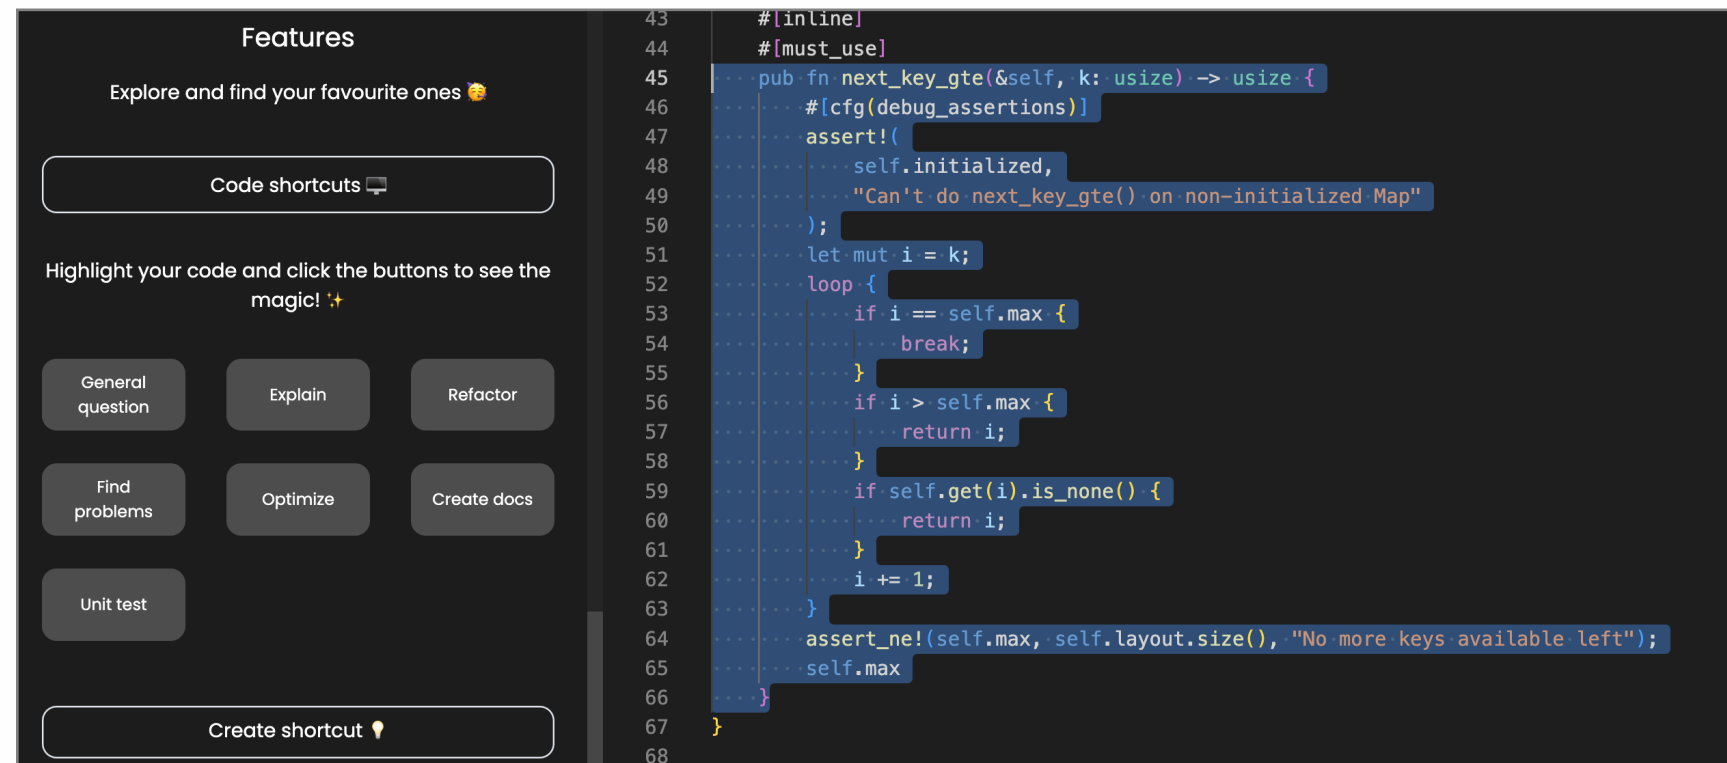 Features
Explore and find your favourite ones 🥳
Code shortcuts 🖥️
Highlight your code and click the buttons to see the
magic! ✨
General
question
Explain
Refactor
Find
problems
Optimize
Create docs
Unit test
Create shortcut 💡
43 #[inline]
44 #[must_use]
45 pub fn next_key_gte(&self, k: usize) -> usize {
46 #[cfg(debug_assertions)]
47 assert!(
48 self.initialized,
49 "Can't do next_key_gte() on non-initialized Map"
50 );
51 let mut i = k;
52 loop {
53 if i == self.max {
54 break;
55 }
56 if i > self.max {
57 return i;
58 }
59 if self.get(i).is_none() {
60 return i;
61 }
62 i += 1;
63 }
64 assert_ne!(self.max, self.layout.size(), "No more keys available left");
65 self.max
66 }
67 }
68